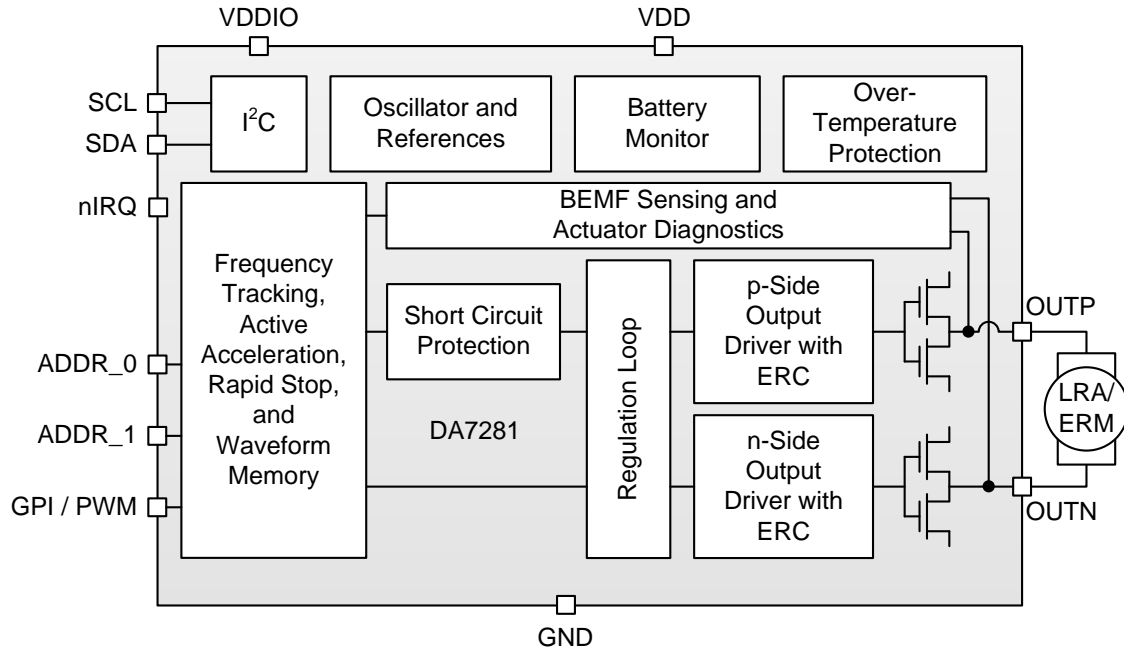 VDDIO
VDD
SCL
SDA
I²C
Oscillator and
References
Battery
Monitor
Over-
Temperature
Protection
nIRQ
BEMF Sensing and
Actuator Diagnostics
Frequency
Tracking,
Active
Acceleration,
Rapid Stop,
and
Waveform
Memory
Short Circuit
Protection
Regulation Loop
p-Side
Output
Driver with
ERC
OUTP
ADDR_0
LRA/
ERM
ADDR_1
DA7281
n-Side
Output
Driver with
ERC
GPI / PWM
OUTN
GND